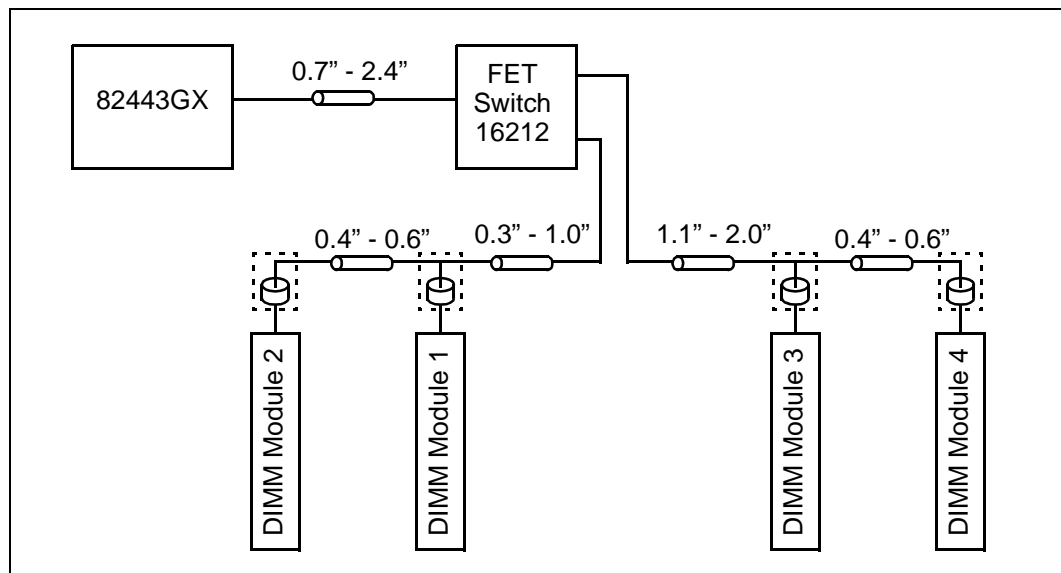 82443GX
0.7” - 2.4”
FET
Switch
16212
0.4” - 0.6”
0.3” - 1.0”
1.1” - 2.0”
0.4” - 0.6”
DIMM Module 2
DIMM Module 1
DIMM Module 3
DIMM Module 4